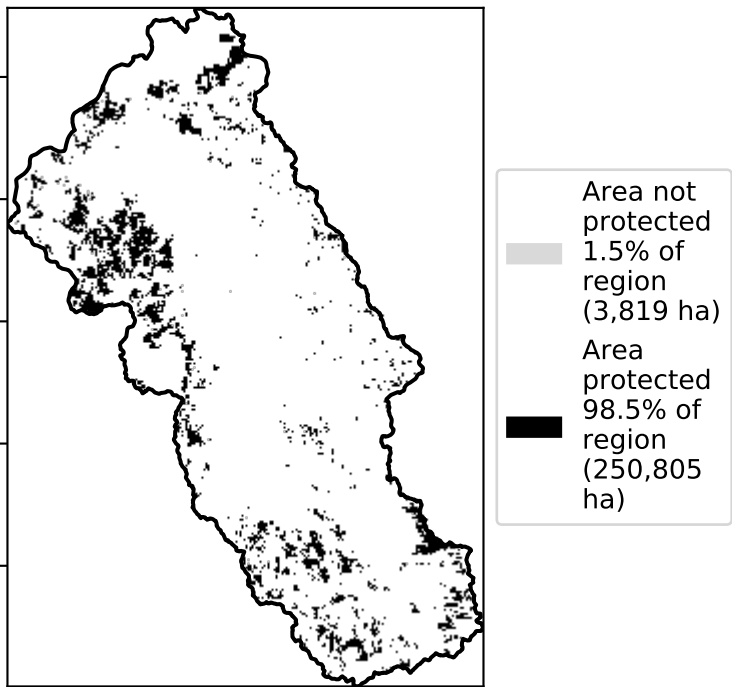 Area not
protected
1.5% of
region
(3,819 ha)
Area
protected
98.5% of
region
(250,805
ha)